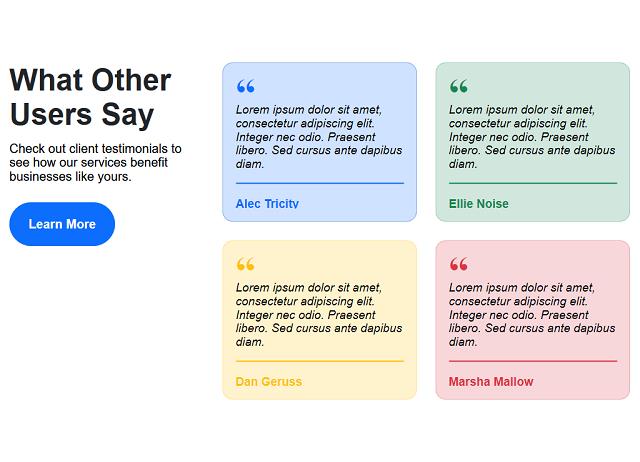 What Other
Users Say
Check out client testimonials to
see how our services benefit
businesses like yours.
Learn More
“
Lorem ipsum dolor sit amet,
consectetur adipiscing elit.
Integer nec odio. Praesent
libero. Sed cursus ante dapibus
diam.
Alec Tricity
“
Lorem ipsum dolor sit amet,
consectetur adipiscing elit.
Integer nec odio. Praesent
libero. Sed cursus ante dapibus
diam.
Ellie Noise
“
Lorem ipsum dolor sit amet,
consectetur adipiscing elit.
Integer nec odio. Praesent
libero. Sed cursus ante dapibus
diam.
Dan Geruss
“
Lorem ipsum dolor sit amet,
consectetur adipiscing elit.
Integer nec odio. Praesent
libero. Sed cursus ante dapibus
diam.
Marsha Mallow